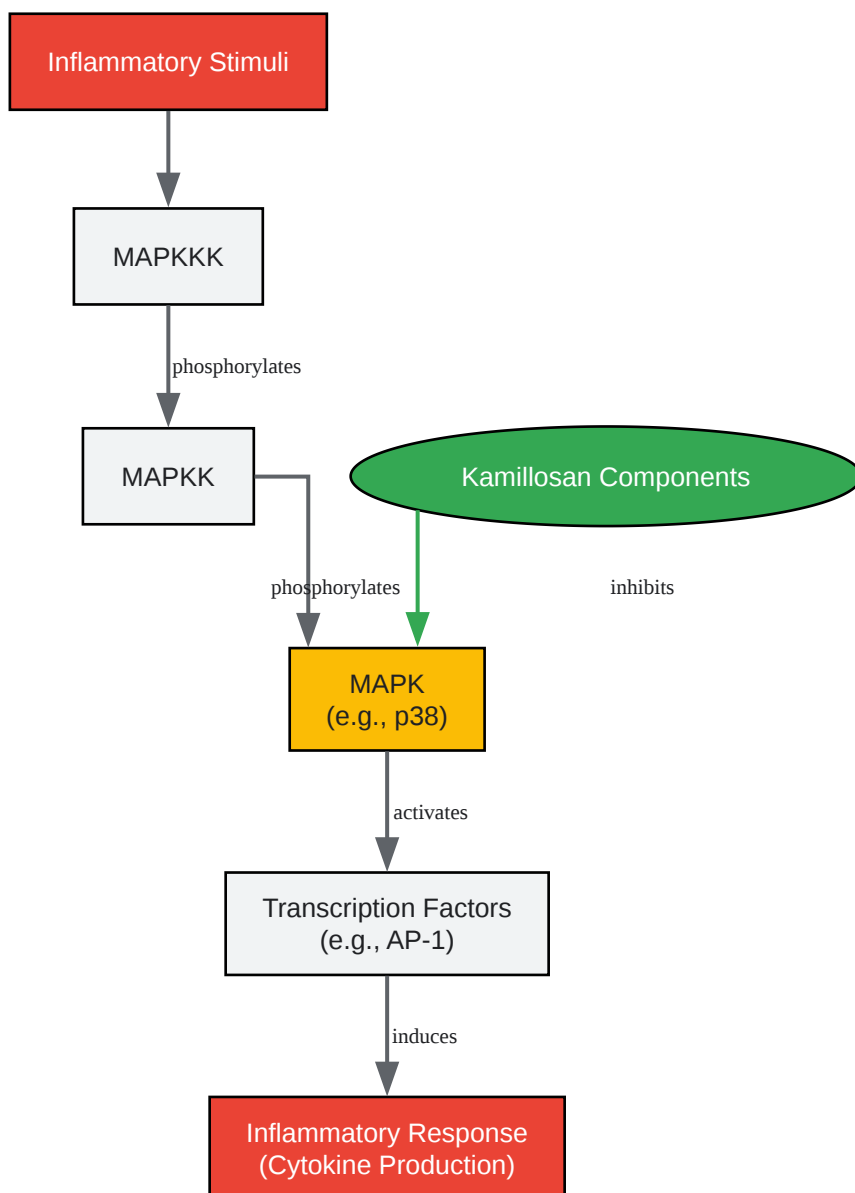 Inflammatory Stimuli
MAPKKK
phosphorylates
MAPKK
Kamillosan Components
phosphorylates
inhibits
MAPK
(e.g., p38)
activates
Transcription Factors
(e.g., AP-1)
induces
Inflammatory Response
(Cytokine Production)